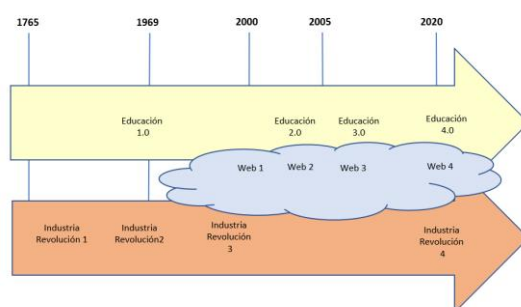 1765 1969 2000 2005 2020
Educación
1.0
Educación
2.0
Educación
3.0
Educación
4.0
Web 1 Web 2 Web 3 Web 4
Industria
Revolución 1
Industria
Revolución2
Industria
Revolución
3
Industria
Revolución
4